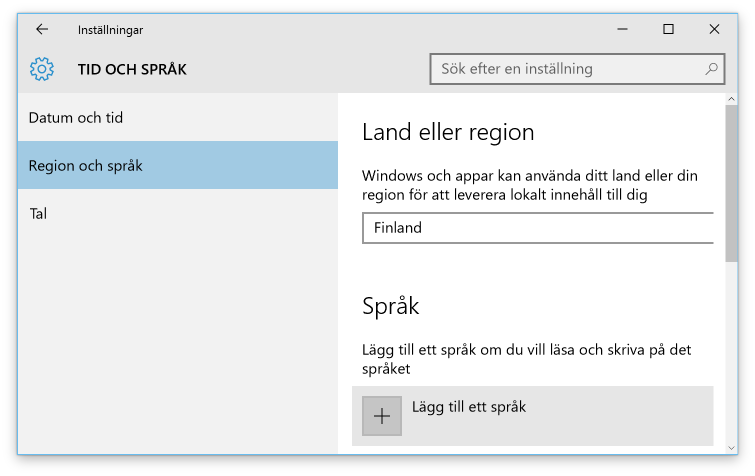 Inställningar
TID OCH SPRÅK
Sök efter en inställning
Datum och tid
Region och språk
Tal
Land eller region
Windows och appar kan använda ditt land eller din
region för att leverera lokalt innehåll till dig
Finland
Språk
Lägg till ett språk om du vill läsa och skriva på det
språket
Lägg till ett språk